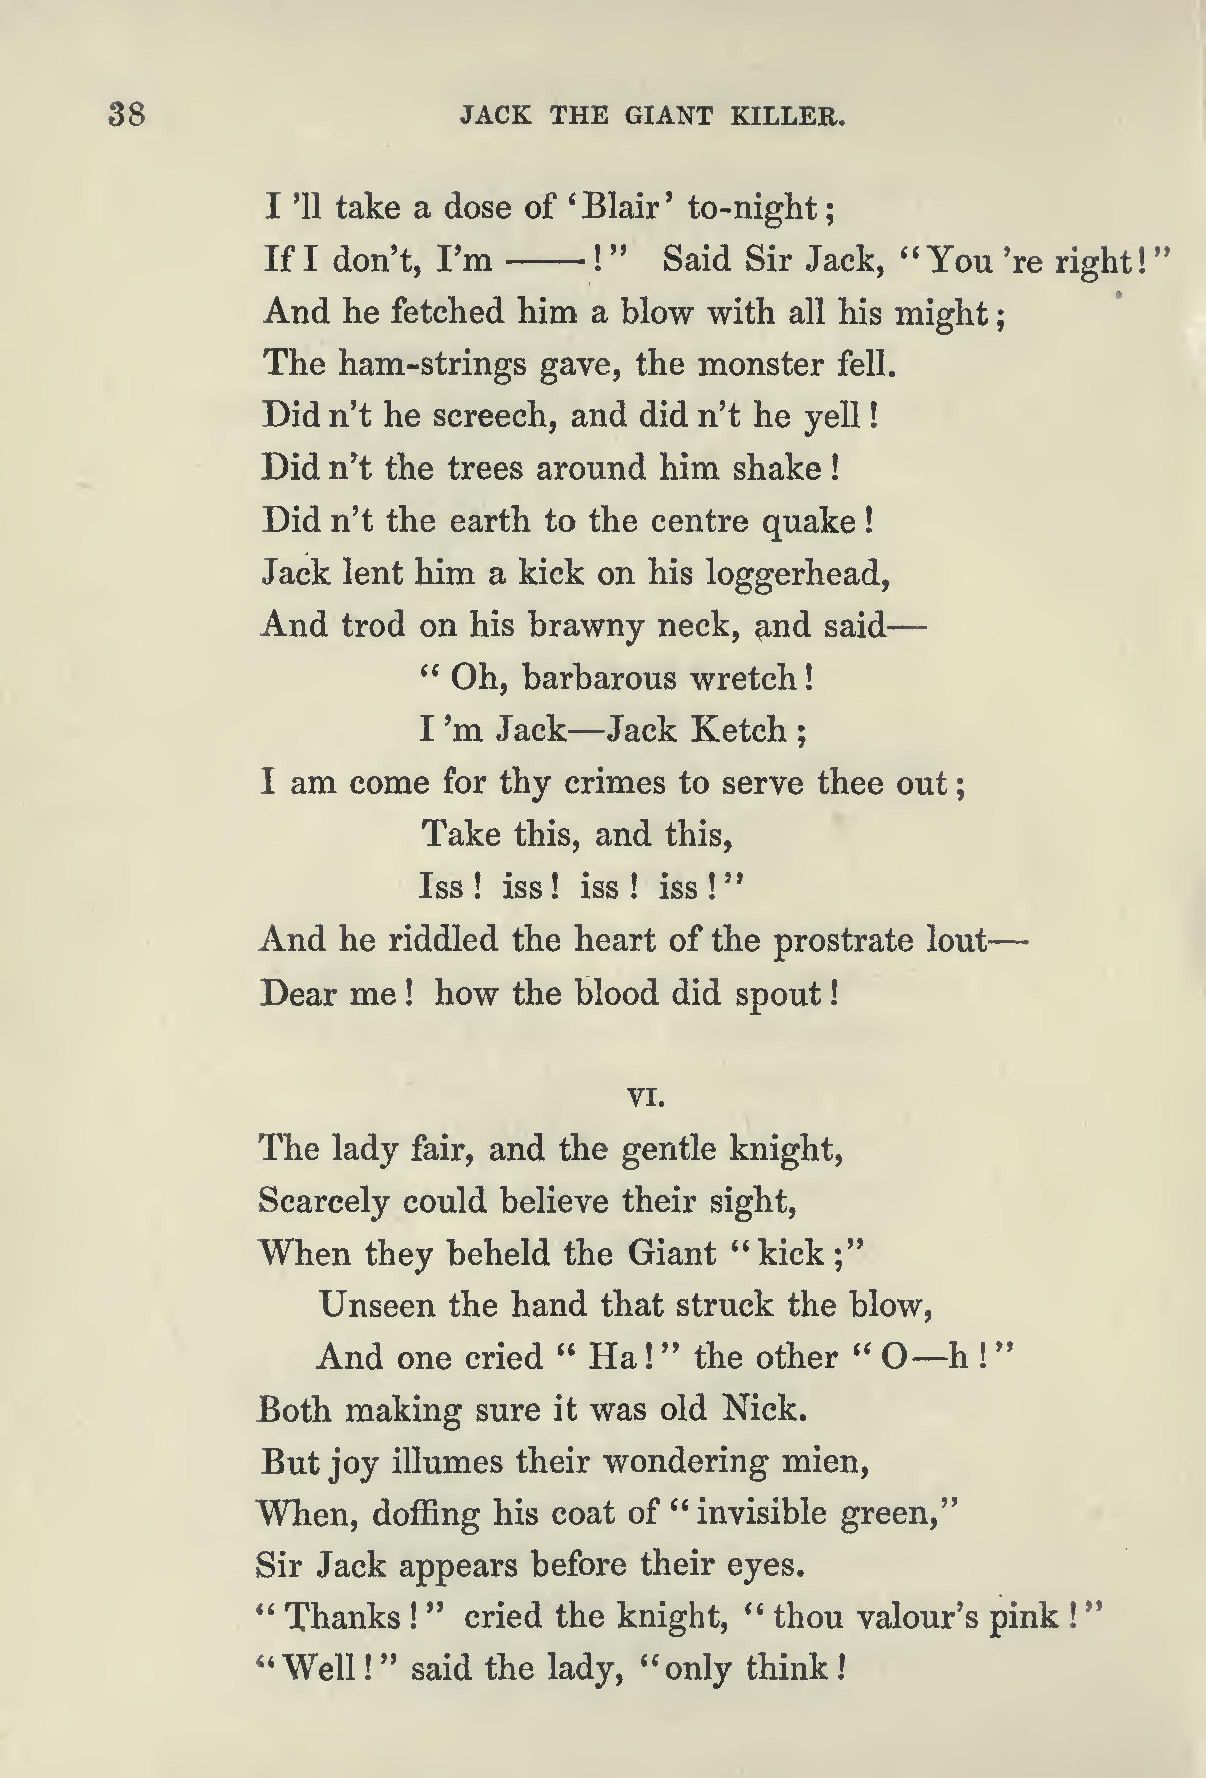 38 JACK THE GIANT KILLER.
I 'll take a dose of ‘Blair’ to-night;
If I don't, I'm ——!” Said Sir Jack, “You 're right!”
And he fetched him a blow with all his might;
The ham-strings gave, the monster fell.
Did n't he screech, and did n't he yell!
Did n't the trees around him shake!
Did n't the earth to the centre quake!
Jack lent him a kick on his loggerhead,
And trod on his brawny neck, and said—
“Oh, barbarous wretch!
I 'm Jack—Jack Ketch;
I am come for thy crimes to serve thee out;
Take this, and this,
Iss! iss! iss! iss!”
And he riddled the heart of the prostrate lout—
Dear me! how the blood did spout!
VI.
The lady fair, and the gentle knight,
Scarcely could believe their sight,
When they beheld the Giant “kick;”
Unseen the hand that struck the blow,
And one cried “Ha!” the other “O—h!”
Both making sure it was old Nick.
But joy illumes their wondering mien,
When, doffing his coat of “invisible green,”
Sir Jack appears before their eyes.
“Thanks!” cried the knight, “thou valour's pink!”
“Well!” said the lady, “only think!